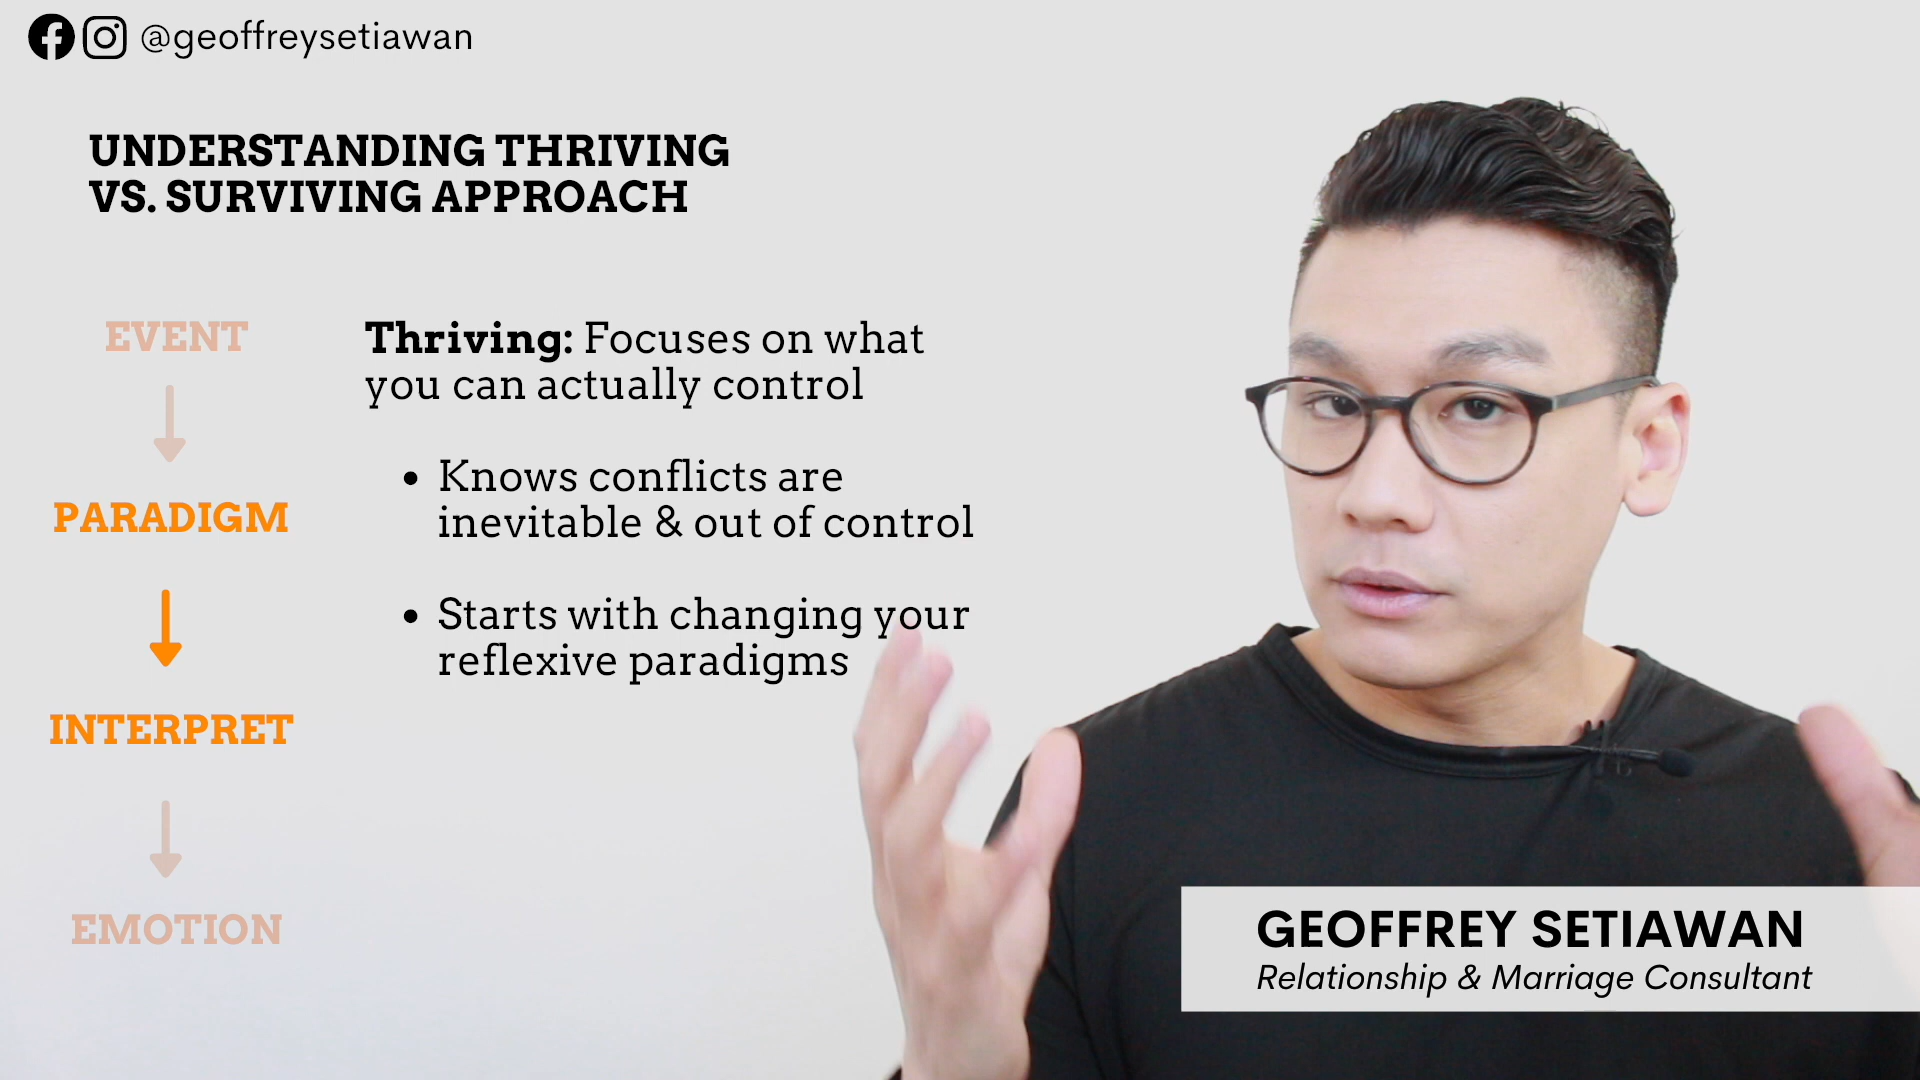 @geoffreysetiawan
UNDERSTANDING THRIVING
VS. SURVIVING APPROACH
EVENT
PARADIGM
INTERPRET
EMOTION
Thriving: Focuses on what
you can actually control
• Knows conflicts are
inevitable & out of control
• Starts with changing your
reflexive paradigms
GEOFFREY SETIAWAN
Relationship & Marriage Consultant